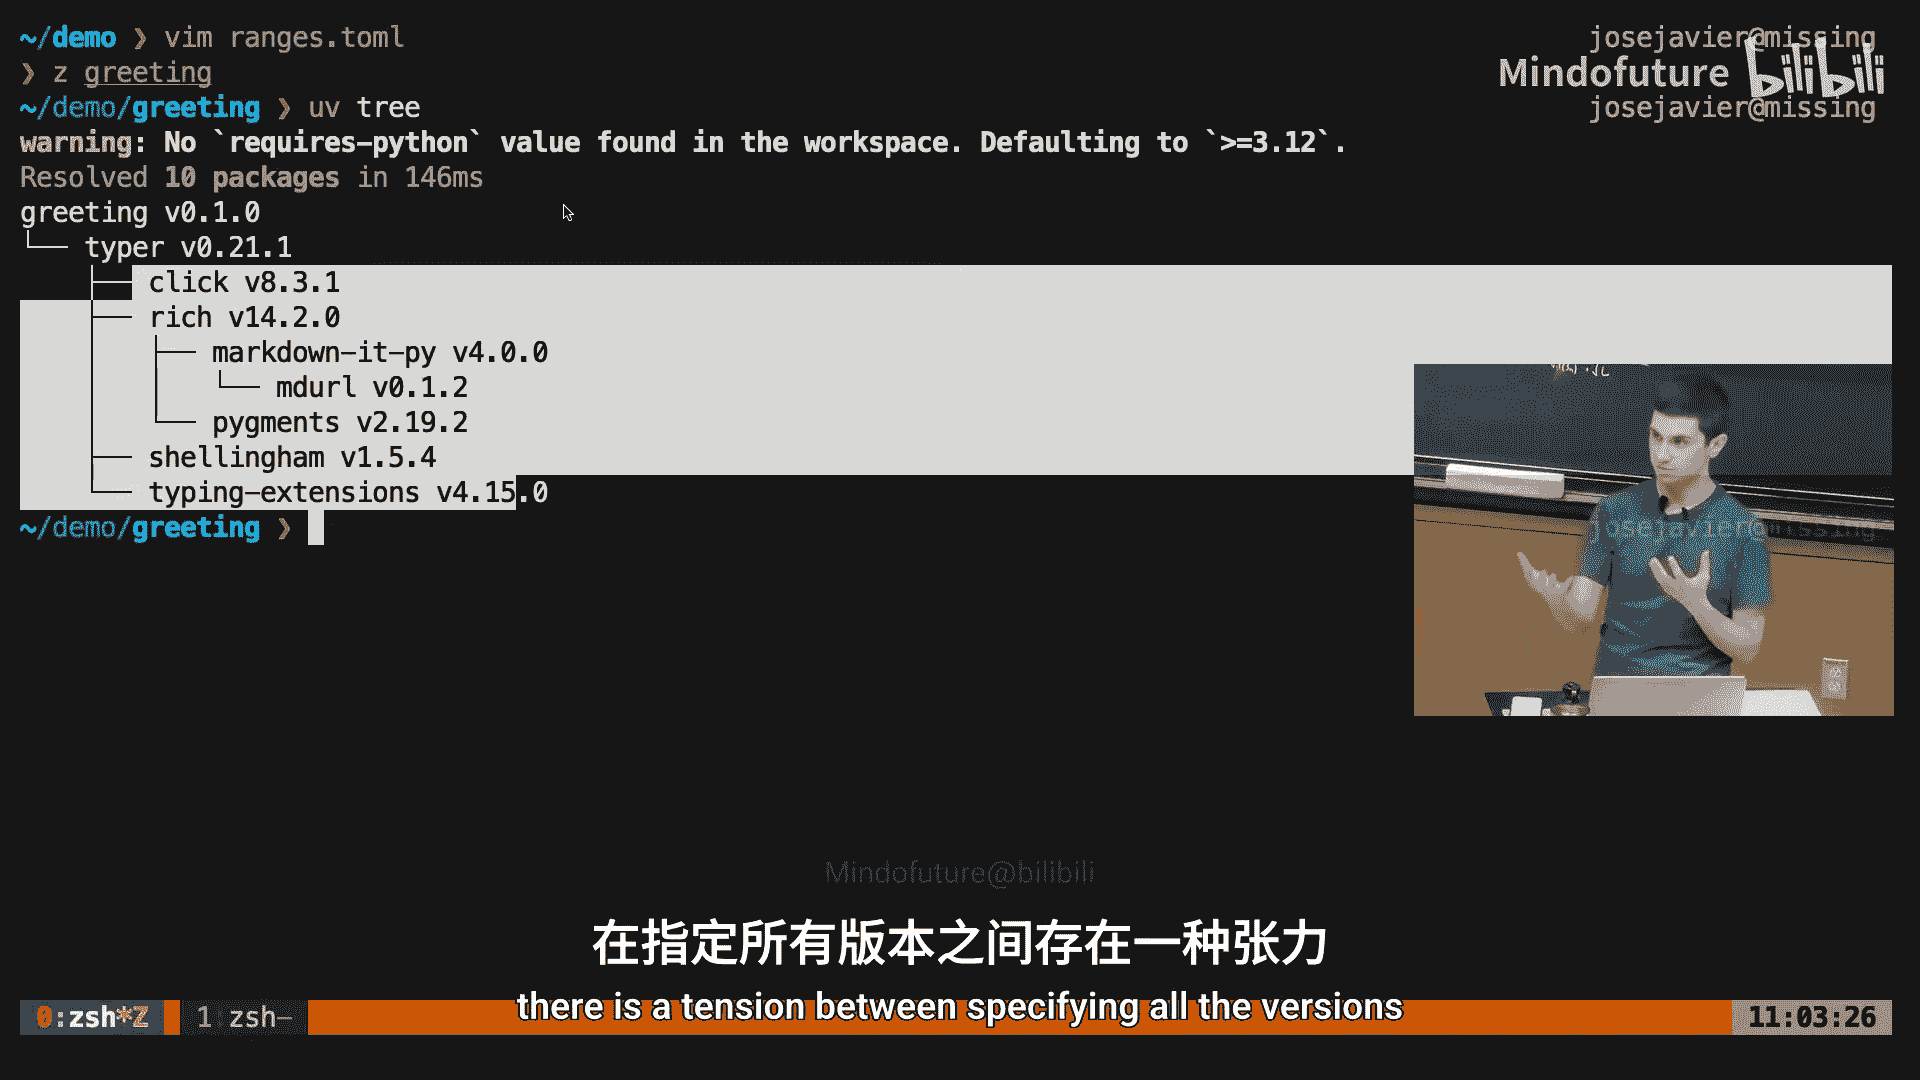 ~/demo ❯ vim ranges.toml
josejavier@missing
❯ z greeting
Mindofuture bilibili
~/demo/greeting ❯ uv tree
josejavier@missing
warning: No `requires-python` value found in the workspace. Defaulting to `>=3.12`.
Resolved 10 packages in 146ms
greeting v0.1.0
└── typer v0.21.1
    ├── click v8.3.1
    ├── rich v14.2.0
    │   ├── markdown-it-py v4.0.0
    │   │   └── mdurl v0.1.2
    │   └── pygments v2.19.2
    ├── shellingham v1.5.4
    └── typing-extensions v4.15.0
~/demo/greeting ❯
josejavier@missing
Mindofuture@bilibili
在指定所有版本之间存在一种张力
there is a tension between specifying all the versions
0:zsh*Z 1 zsh- 11:03:26